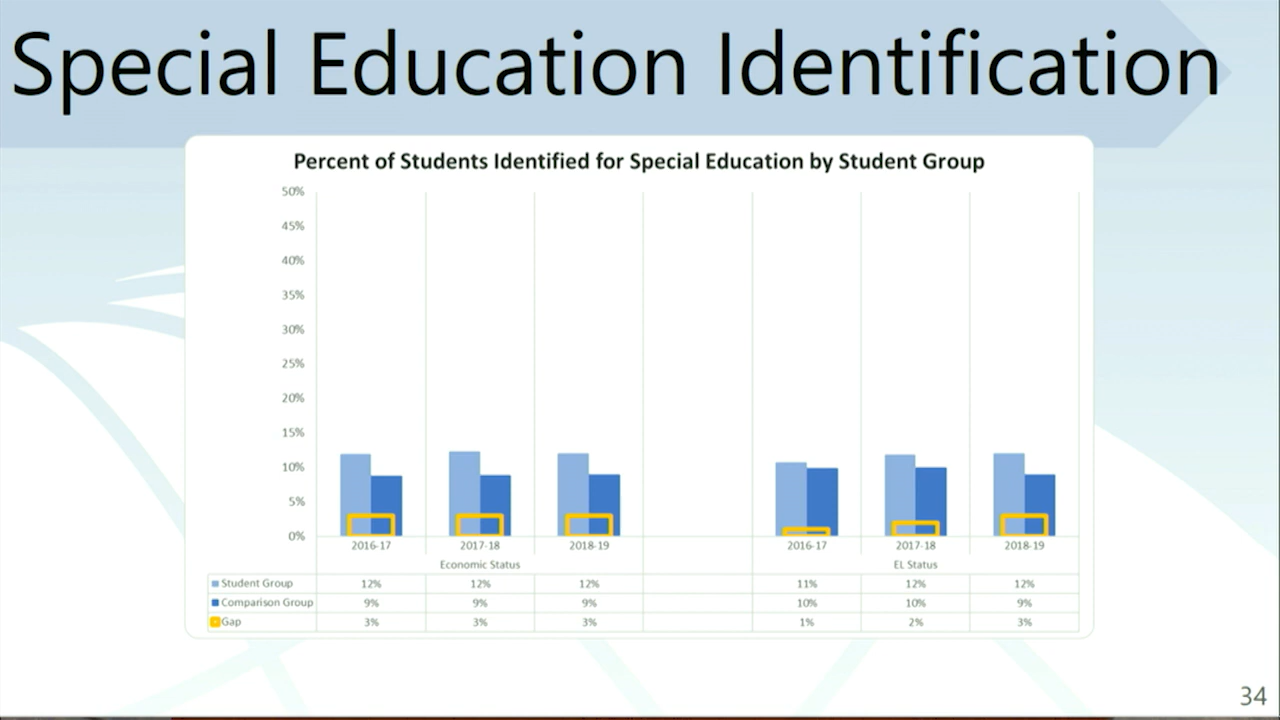 Special Education Identification
Percent of Students Identified for Special Education by Student Group
50%
45%
40%
35%
30%
25%
20%
15%
10%
5%
0%
2016-17 2017-18 2018-19 2016-17 2017-18 2018-19
Economic Status EL Status
Student Group 12% 12% 12% 11% 12% 12%
Comparison Group 9% 9% 9% 10% 10% 9%
Gap 3% 3% 3% 1% 2% 3%
34